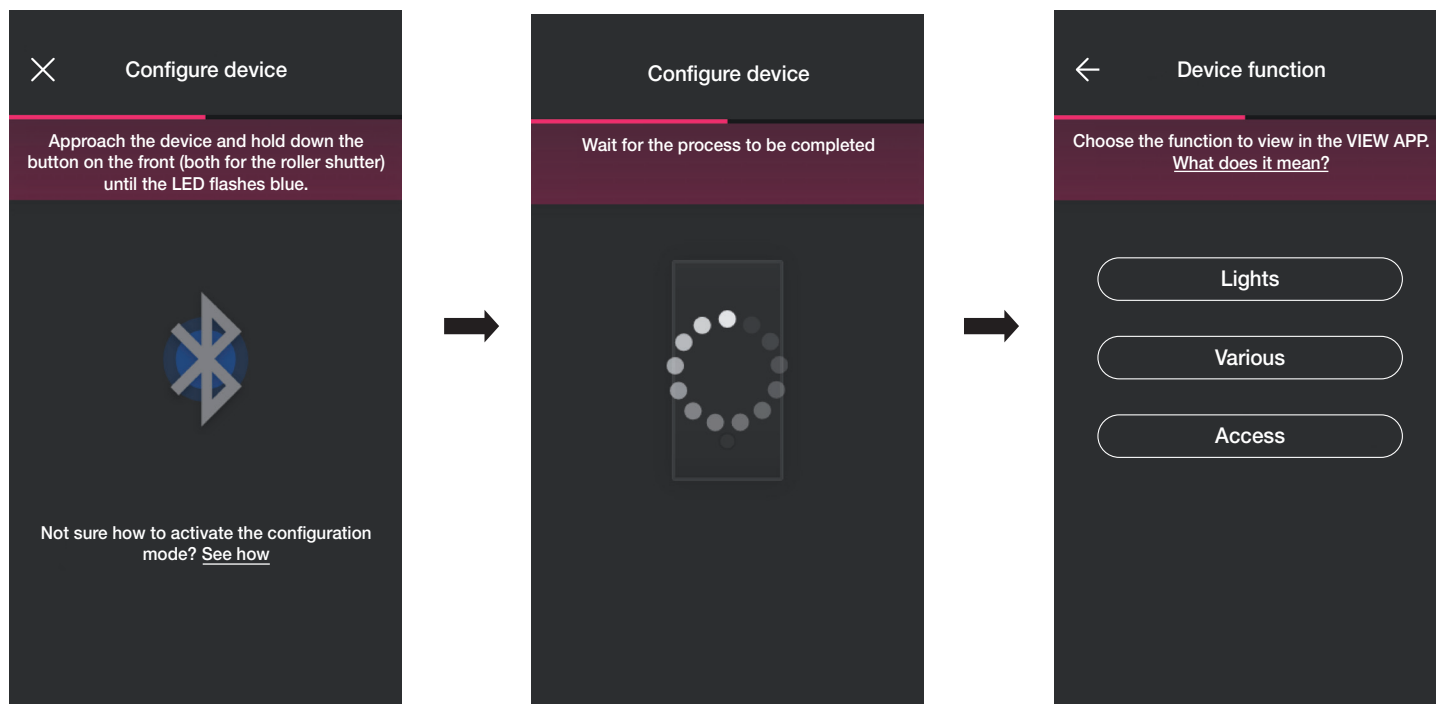 Configure device
Approach the device and hold down the
button on the front (both for the roller shutter)
until the LED flashes blue.
Not sure how to activate the configuration
mode? See how
Configure device
Wait for the process to be completed
Device function
Choose the function to view in the VIEW APP.
What does it mean?
Lights
Various
Access